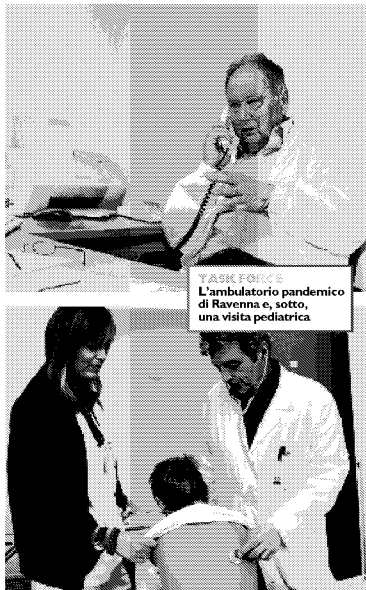 TASK FORCE
L'ambulatorio pandemico
di Ravenna e, sotto,
una visita pediatrica